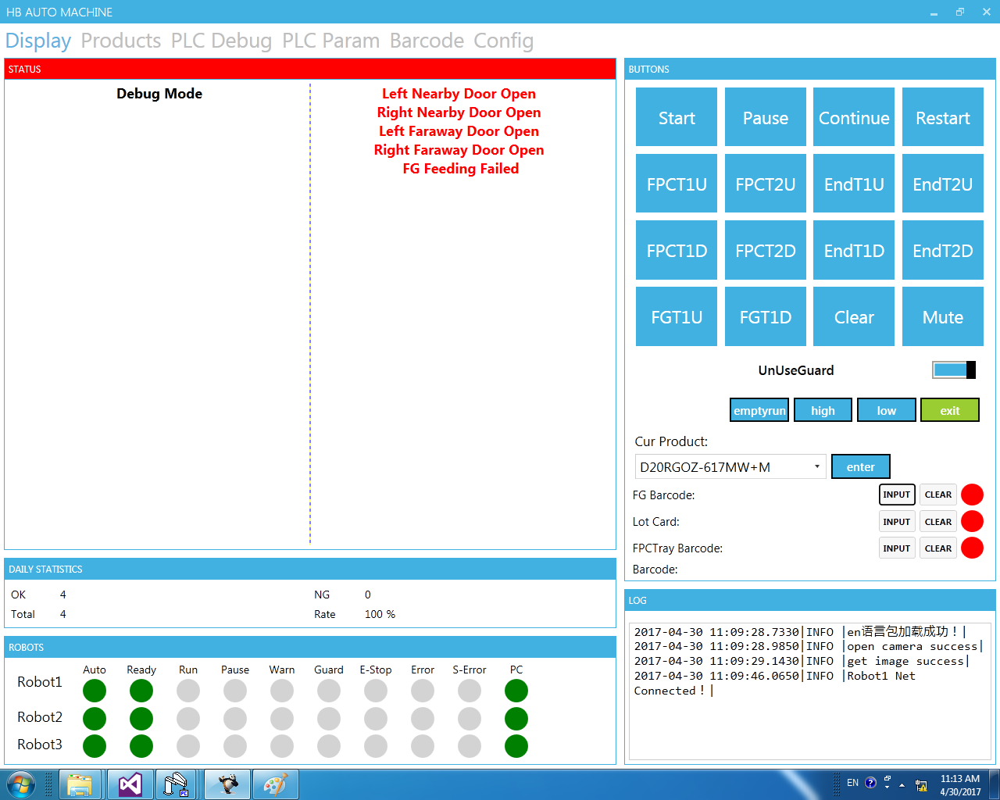 HB AUTO MACHINE
Display Products PLC Debug PLC Param Barcode Config
STATUS
Debug Mode
Left Nearby Door Open
Right Nearby Door Open
Left Faraway Door Open
Right Faraway Door Open
FG Feeding Failed
DAILY STATISTICS
OK 4 NG 0
Total 4 Rate 100 %
ROBOTS
Auto Ready Run Pause Warn Guard E-Stop Error S-Error PC
Robot1
Robot2
Robot3
BUTTONS
Start Pause Continue Restart
FPCT1U FPCT2U EndT1U EndT2U
FPCT1D FPCT2D EndT1D EndT2D
FGT1U FGT1D Clear Mute
UnUseGuard
emptyrun high low exit
Cur Product:
D20RGOZ-617MW+M enter
FG Barcode: INPUT CLEAR
Lot Card: INPUT CLEAR
FPCTray Barcode: INPUT CLEAR
Barcode:
LOG
2017-04-30 11:09:28.7330|INFO |en语言包加载成功！|
2017-04-30 11:09:28.9850|INFO |open camera success|
2017-04-30 11:09:29.1430|INFO |get image success|
2017-04-30 11:09:46.0650|INFO |Robot1 Net
Connected！|
PE
EN
11:13 AM
4/30/2017